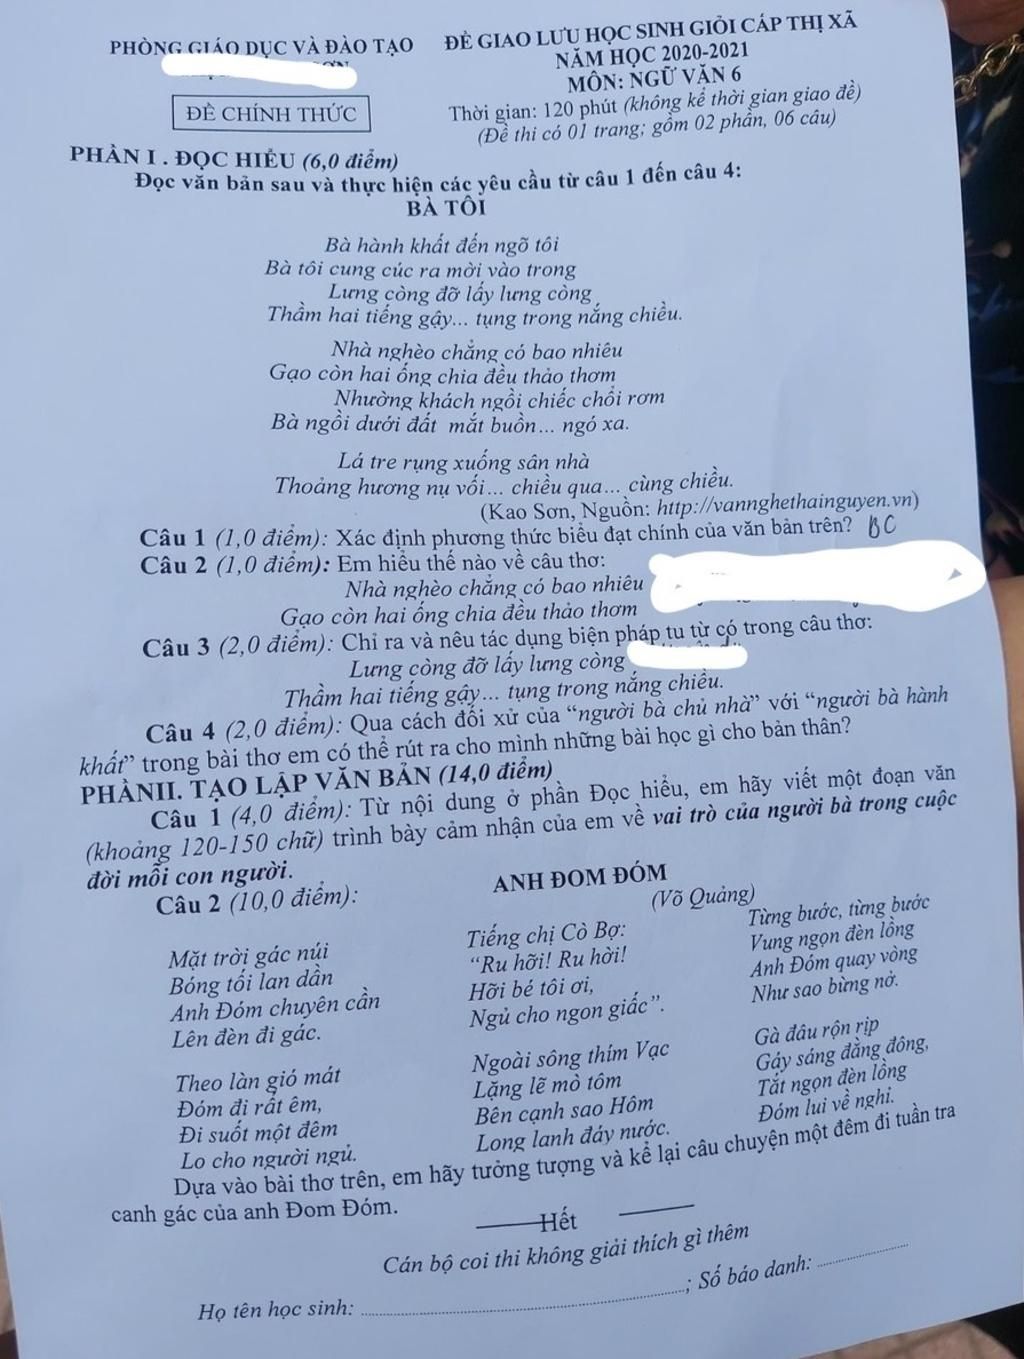 PHÒNG GIÁO DỤC VÀ ĐÀO TẠO
ĐỀ CHÍNH THỨC
ĐỀ GIAO LƯU HỌC SINH GIỎI CẤP THỊ XÃ
NĂM HỌC 2020-2021
MÔN: NGỮ VĂN 6
Thời gian: 120 phút (không kể thời gian giao đề)
(Đề thi có 01 trang; gồm 02 phần, 06 câu)
PHẦN I . ĐỌC HIỂU (6,0 điểm)
Đọc văn bản sau và thực hiện các yêu cầu từ câu 1 đến câu 4:
BÀ TÔI
Bà hành khất đến ngõ tôi
Bà tôi cung cúc ra mời vào trong
Lưng còng đỡ lấy lưng còng
Thầm hai tiếng gậy... tụng trong nắng chiều.
Nhà nghèo chẳng có bao nhiêu
Gạo còn hai ống chia đều thảo thơm
Nhường khách ngồi chiếc chổi rơm
Bà ngồi dưới đất mắt buồn... ngó xa.
Lá tre rụng xuống sân nhà
Thoảng hương nụ vối... chiều qua... cùng chiều.
(Kao Sơn, Nguồn: http://vannghethainguyen.vn)
Câu 1 (1,0 điểm): Xác định phương thức biểu đạt chính của văn bản trên? BC
Câu 2 (1,0 điểm): Em hiểu thế nào về câu thơ:
Nhà nghèo chẳng có bao nhiêu
Gạo còn hai ống chia đều thảo thơm
Câu 3 (2,0 điểm): Chỉ ra và nêu tác dụng biện pháp tu từ có trong câu thơ:
Lưng còng đỡ lấy lưng còng
Thầm hai tiếng gậy... tụng trong nắng chiều.
Câu 4 (2,0 điểm): Qua cách đối xử của "người bà chủ nhà" với "người bà hành
khất" trong bài thơ em có thể rút ra cho mình những bài học gì cho bản thân?
PHẦNII. TẠO LẬP VĂN BẢN (14,0 điểm)
Câu 1 (4,0 điểm): Từ nội dung ở phần Đọc hiểu, em hãy viết một đoạn văn
(khoảng 120-150 chữ) trình bày cảm nhận của em về vai trò của người bà trong cuộc
đời mỗi con người.
Câu 2 (10,0 điểm):
ANH ĐOM ĐÓM
(Võ Quảng)
Mặt trời gác núi
Bóng tối lan dần
Anh Đóm chuyên cần
Lên đèn đi gác.
Theo làn gió mát
Đóm đi rất êm,
Đi suốt một đêm
Lo cho người ngủ.
Tiếng chị Cò Bợ:
"Ru hỡi! Ru hời!
Hỡi bé tôi ơi,
Ngủ cho ngon giấc".
Ngoài sông thím Vạc
Lặng lẽ mò tôm
Bên cạnh sao Hôm
Long lanh đáy nước.
Từng bước, từng bước
Vung ngọn đèn lồng
Anh Đóm quay vòng
Như sao bừng nở.
Gà đâu rộn rịp
Gáy sáng đằng đông,
Tắt ngọn đèn lồng
Đóm lui về nghỉ.
Dựa vào bài thơ trên, em hãy tưởng tượng và kể lại câu chuyện một đêm đi tuần tra
canh gác của anh Đom Đóm.
Hết
Cán bộ coi thi không giải thích gì thêm
Họ tên học sinh: ......................................................; Số báo danh: ...............